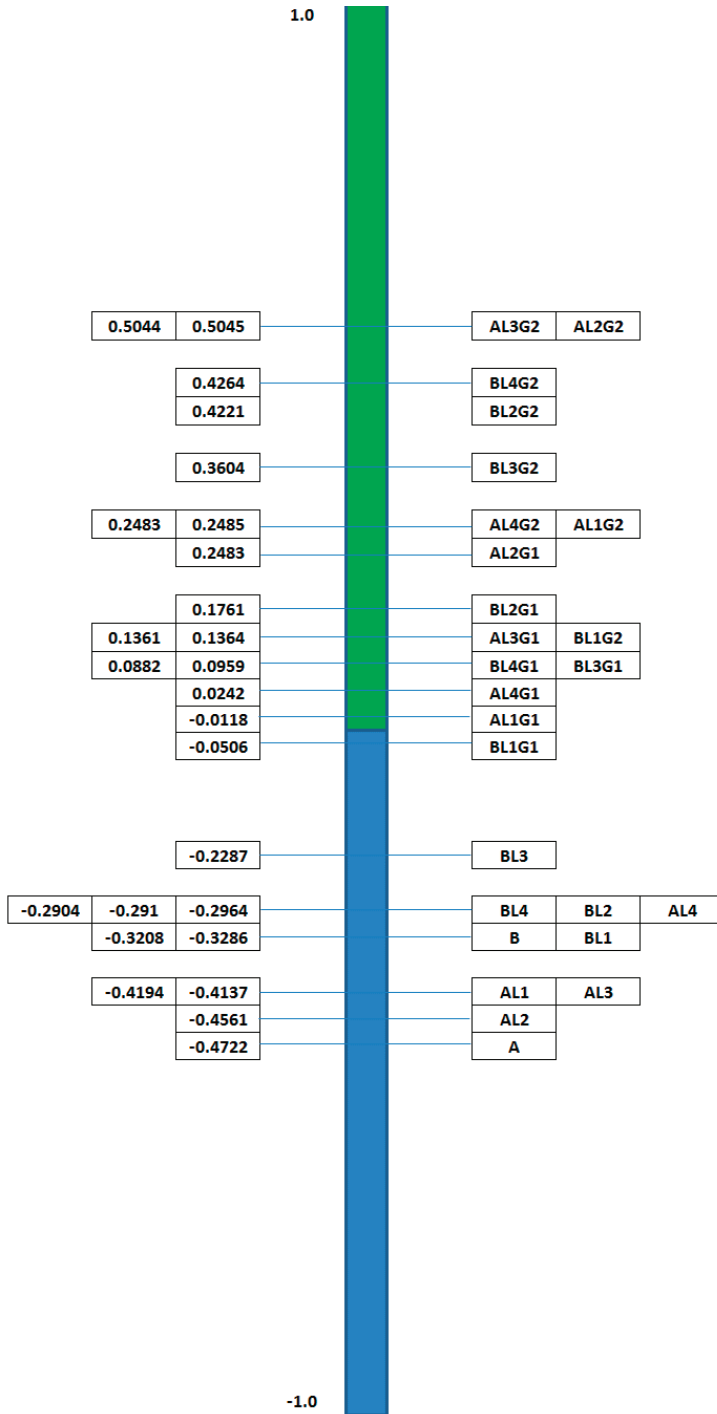 1.0
0.5044 0.5045 AL3G2 AL2G2
0.4264 BL4G2
0.4221 BL2G2
0.3604 BL3G2
0.2483 0.2485 AL4G2 AL1G2
0.2483 AL2G1
0.1761 BL2G1
0.1361 0.1364 AL3G1 BL1G2
0.0882 0.0959 BL4G1 BL3G1
0.0242 AL4G1
-0.0118 AL1G1
-0.0506 BL1G1
-0.2287 BL3
-0.2904 -0.291 -0.2964 BL4 BL2 AL4
-0.3208 -0.3286 B BL1
-0.4194 -0.4137 AL1 AL3
-0.4561 AL2
-0.4722 A
-1.0